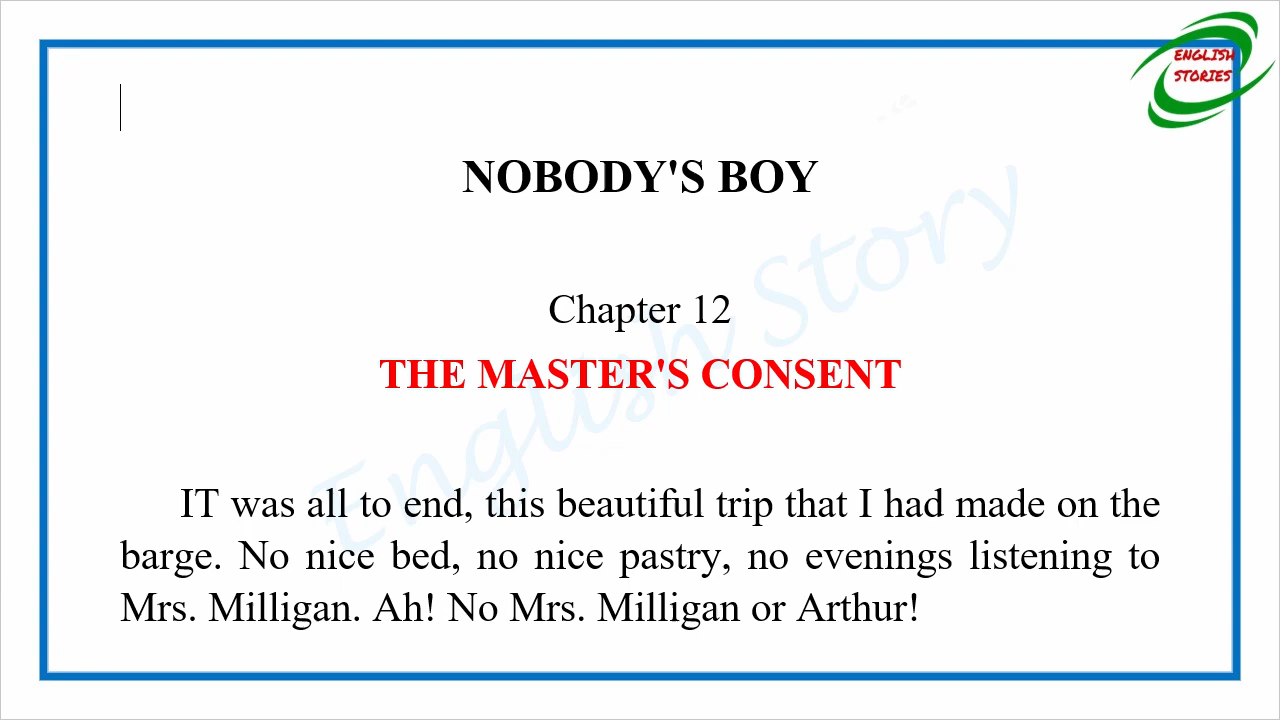 ENGLISH
STORIES
NOBODY'S BOY
Chapter 12
THE MASTER'S CONSENT
English Story
IT was all to end, this beautiful trip that I had made on the
barge. No nice bed, no nice pastry, no evenings listening to
Mrs. Milligan. Ah! No Mrs. Milligan or Arthur!